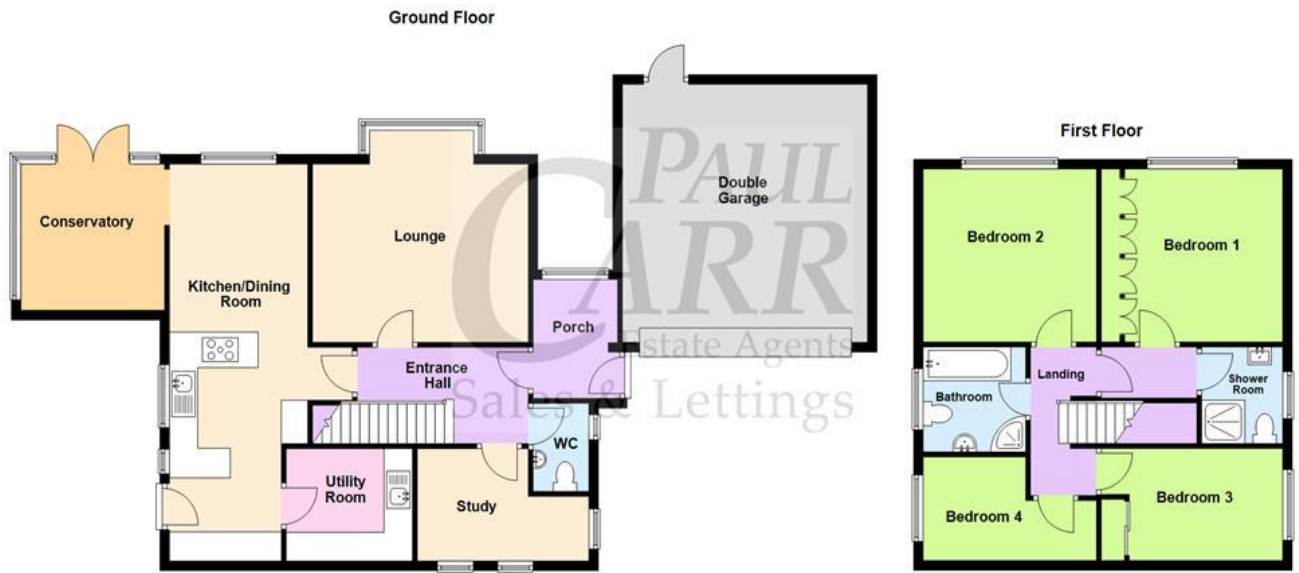 Ground Floor
First Floor
PAUL
CARR
Estate Agents
Sales & Lettings
Conservatory
Kitchen/Dining
Room
Lounge
Double
Garage
Porch
Entrance
Hall
WC
Utility
Room
Study
Bedroom 2
Bedroom 1
Landing
Bathroom
Shower
Room
Bedroom 4
Bedroom 3